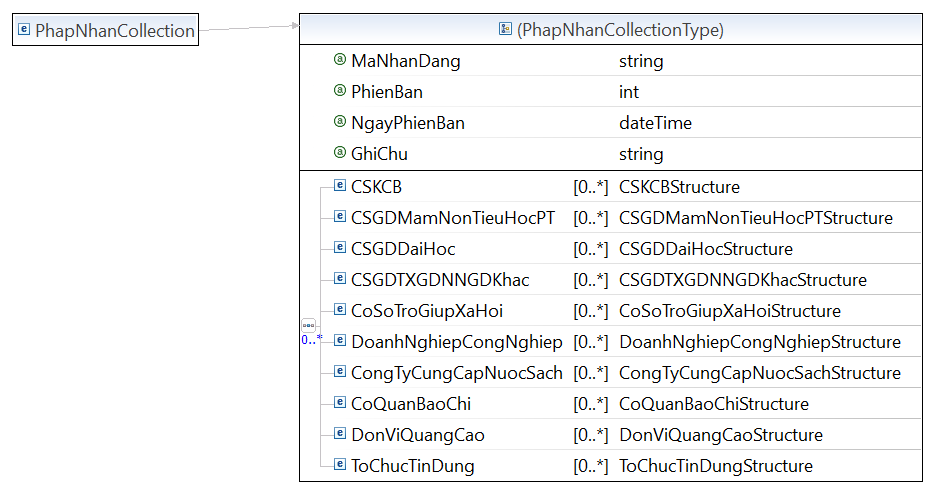 e PhapNhanCollection
(PhapNhanCollectionType)
a MaNhanDang string
a PhienBan int
a NgayPhienBan dateTime
a GhiChu string
e CSKCB [0..*] CSKCBStructure
e CSGDMamNonTieuHocPT [0..*] CSGDMamNonTieuHocPTStructure
e CSGDDaiHoc [0..*] CSGDDaiHocStructure
e CSGDTXGDNNGDKhac [0..*] CSGDTXGDNNGDKhacStructure
e CoSoTroGiupXaHoi [0..*] CoSoTroGiupXaHoiStructure
0..*
e DoanhNghiepCongNghiep [0..*] DoanhNghiepCongNghiepStructure
e CongTyCungCapNuocSach [0..*] CongTyCungCapNuocSachStructure
e CoQuanBaoChi [0..*] CoQuanBaoChiStructure
e DonViQuangCao [0..*] DonViQuangCaoStructure
e ToChucTinDung [0..*] ToChucTinDungStructure